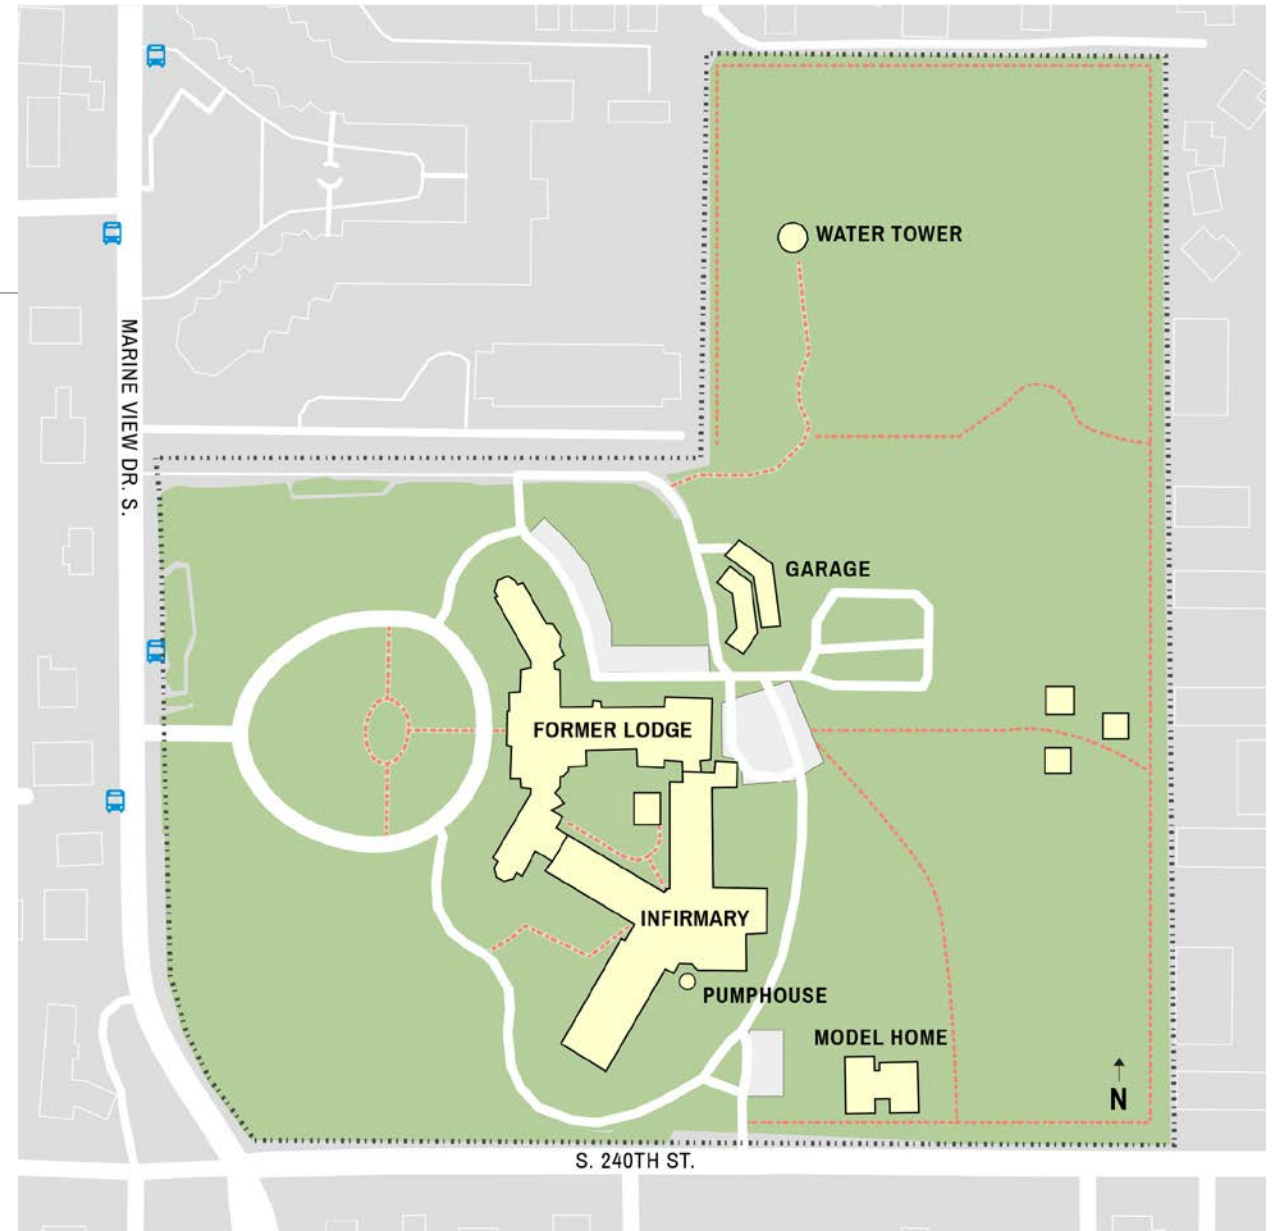 WATER TOWER
MARINE VIEW DR. S.
GARAGE
FORMER LODGE
INFIRMARY
PUMPHOUSE
MODEL HOME
N
S. 240TH ST.